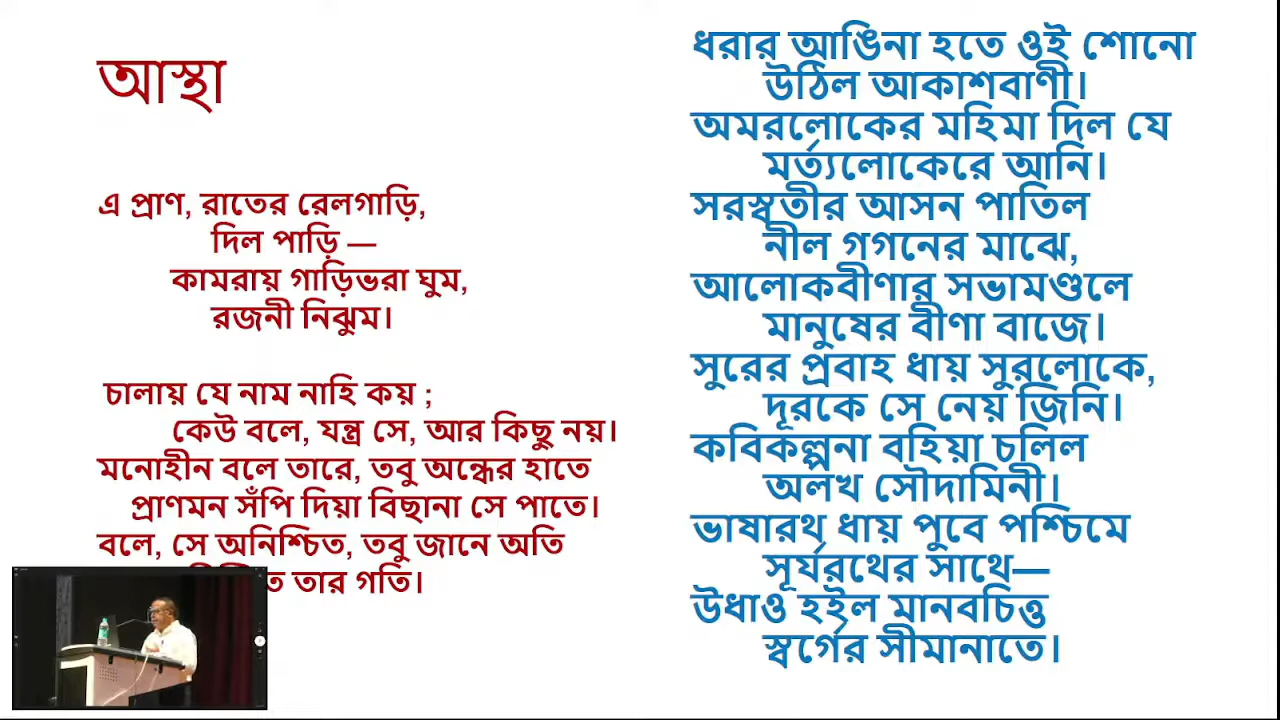 আস্থা
এ প্রাণ, রাতের রেলগাড়ি,
দিল পাড়ি —
কামরায় গাড়িভরা ঘুম,
রজনী নিঝুম।
চালায় যে নাম নাহি কয় ;
কেউ বলে, যন্ত্র সে, আর কিছু নয়।
মনোহীন বলে তারে, তবু অন্ধের হাতে
প্রাণমন সঁপি দিয়া বিছানা সে পাতে।
বলে, সে অনিশ্চিত, তবু জানে অতি
তার গতি।
ধরার আঙিনা হতে ওই শোনো
উঠিল আকাশবাণী।
অমরলোকের মহিমা দিল যে
মর্ত্যলোকেরে আনি।
সরস্বতীর আসন পাতিল
নীল গগনের মাঝে,
আলোকবীণার সভামণ্ডলে
মানুষের বীণা বাজে।
সুরের প্রবাহ ধায় সুরলোকে,
দূরকে সে নেয় জিনি।
কবিকল্পনা বহিয়া চলিল
অলখ সৌদামিনী।
ভাষারথ ধায় পুবে পশ্চিমে
সূর্যরথের সাথে—
উধাও হইল মানবচিত্ত
স্বর্গের সীমানাতে।